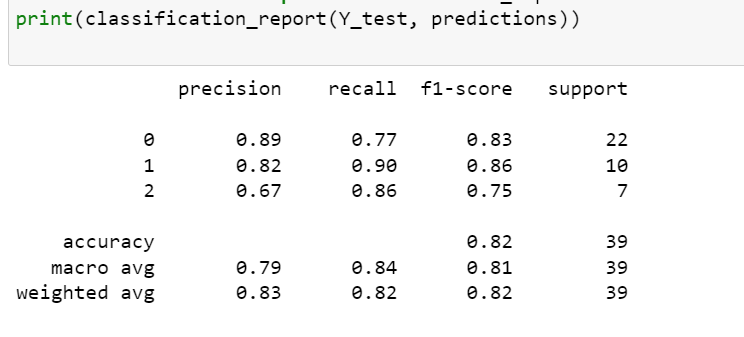 print(classification_report(Y_test, predictions))
precision recall f1-score support
0 0.89 0.77 0.83 22
1 0.82 0.90 0.86 10
2 0.67 0.86 0.75 7
accuracy 0.82 39
macro avg 0.79 0.84 0.81 39
weighted avg 0.83 0.82 0.82 39